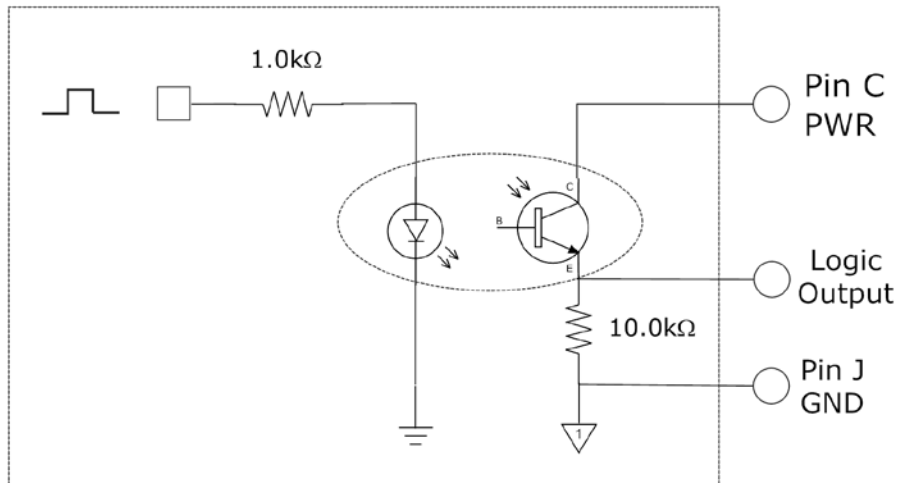 1.0kΩ
Pin C
PWR
C
B
E
Logic
Output
10.0kΩ
Pin J
GND
1